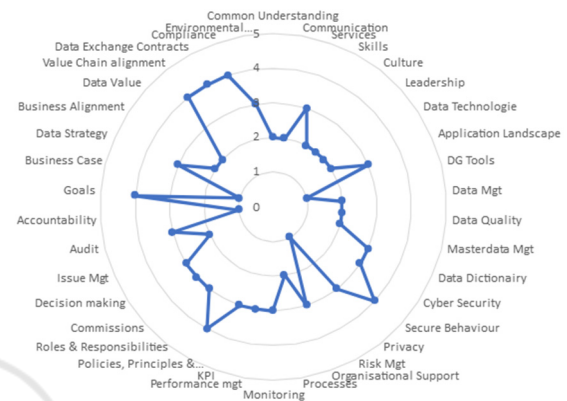 Common Understanding
Environmental...
Communication
Compliance
Services
Data Exchange Contracts
Skills
Value Chain alignment
Culture
Data Value
Leadership
Business Alignment
Data Technologie
Data Strategy
Application Landscape
Business Case
DG Tools
Goals
Data Mgt
Accountability
Data Quality
Audit
Masterdata Mgt
Issue Mgt
Data Dictionairy
Decision making
Cyber Security
Commissions
Secure Behaviour
Roles & Responsibilities
Privacy
Policies, Principles &...
Risk Mgt
KPI
Organisational Support
Performance mgt
Processes
Monitoring
5
4
3
2
1
0